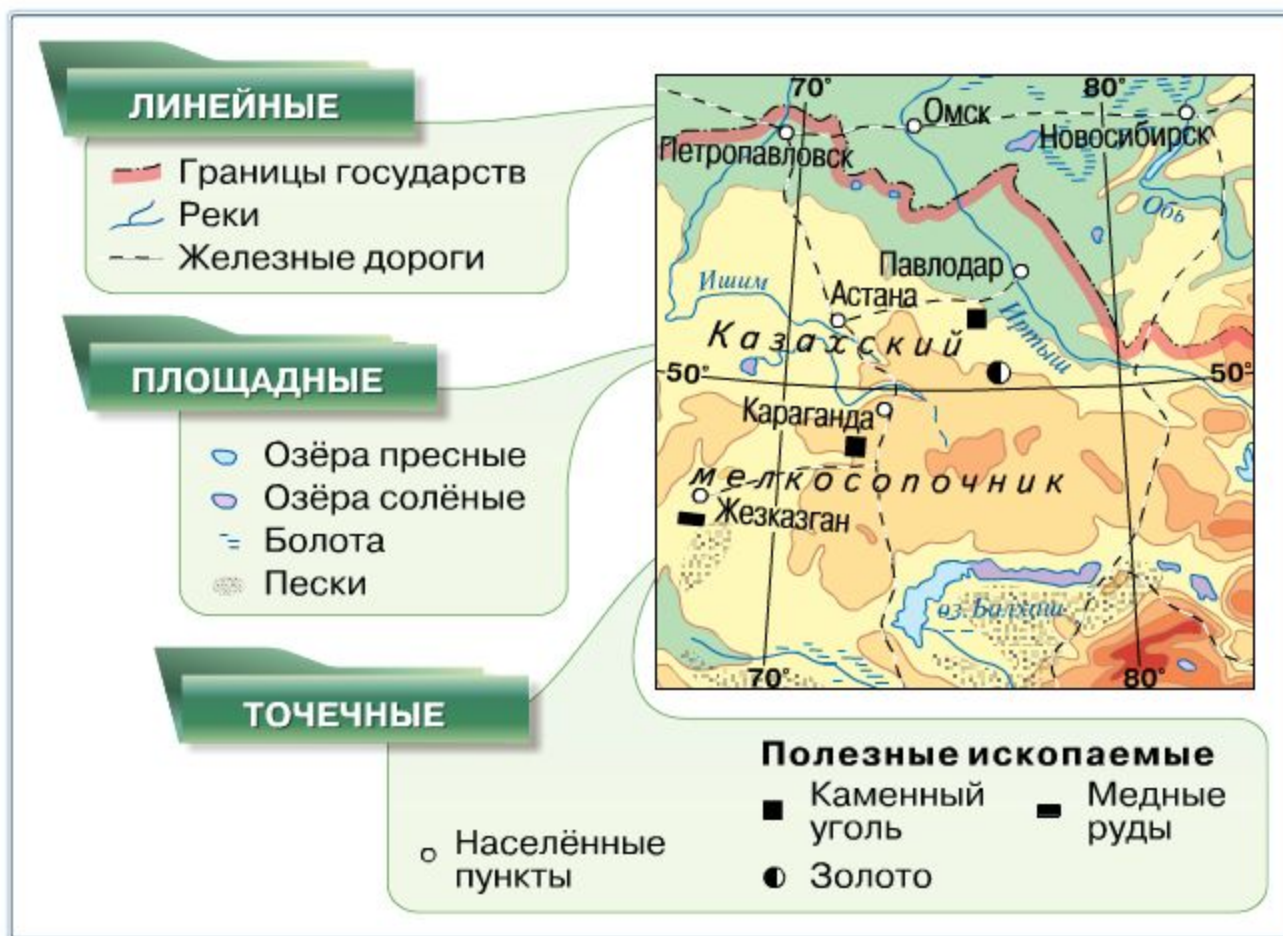 ЛИНЕЙНЫЕ
Границы государств
Реки
Железные дороги
ПЛОЩАДНЫЕ
Озёра пресные
Озёра солёные
Болота
Пески
ТОЧЕЧНЫЕ
Населённые
пункты
70°
80°
Омск
Новосибирск
Петропавловск
Обь
Павлодар
Ишим
Астана
Иртыш
Казахский
50°
50°
Караганда
мелкосопочник
Жезказган
оз. Балхаш
70°
80°
Полезные ископаемые
Каменный
уголь
Медные
руды
Золото